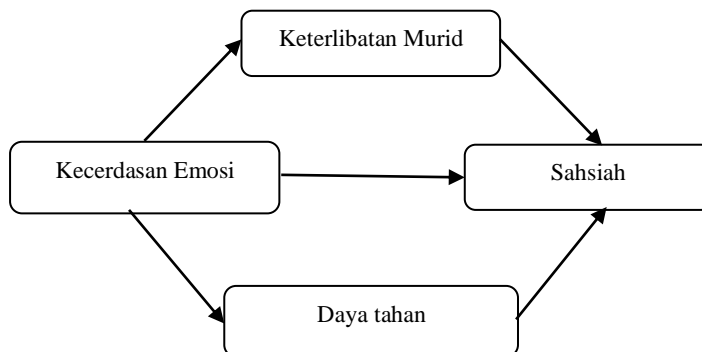 Keterlibatan Murid
Kecerdasan Emosi
Sahsiah
Daya tahan